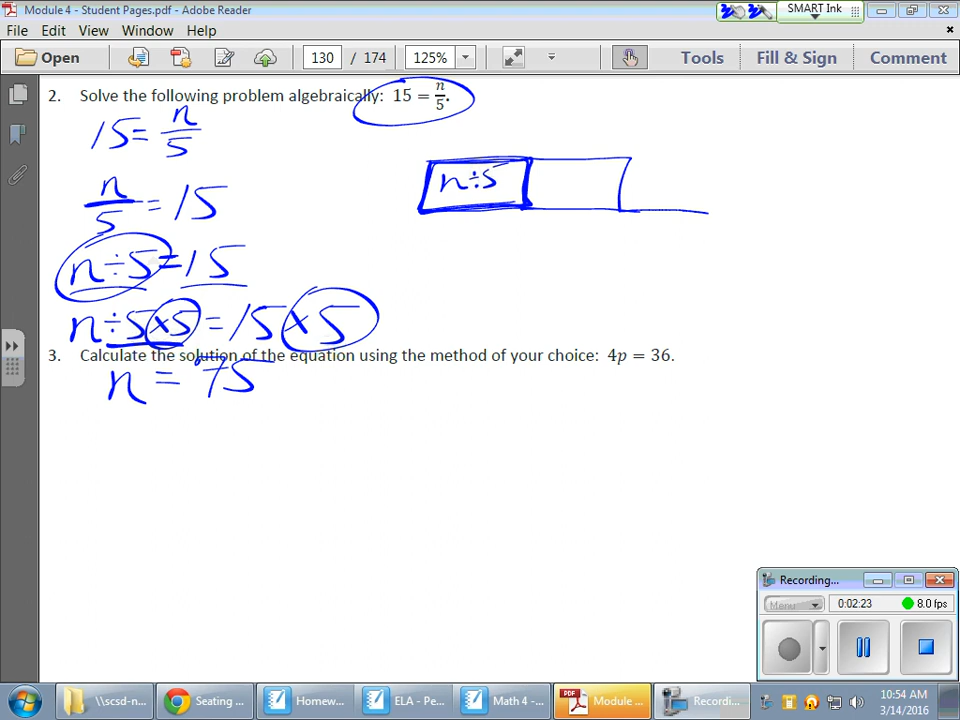 Module 4 - Student Pages.pdf - Adobe Reader
SMART Ink
File Edit View Window Help
Open 130 / 174 125% Tools Fill & Sign Comment
2. Solve the following problem algebraically: 15 = n/5.
15 = n/5
n/5 = 15
n÷5
n÷5 = 15
n÷5×5 = 15×5
3. Calculate the solution of the equation using the method of your choice: 4p = 36.
n = 75
Recording...
Menu 0:02:23 8.0 fps
\\scsd-n... Seating ... Homew... ELA - Pe... Math 4 -... Module ... Recordi...
10:54 AM
3/14/2016